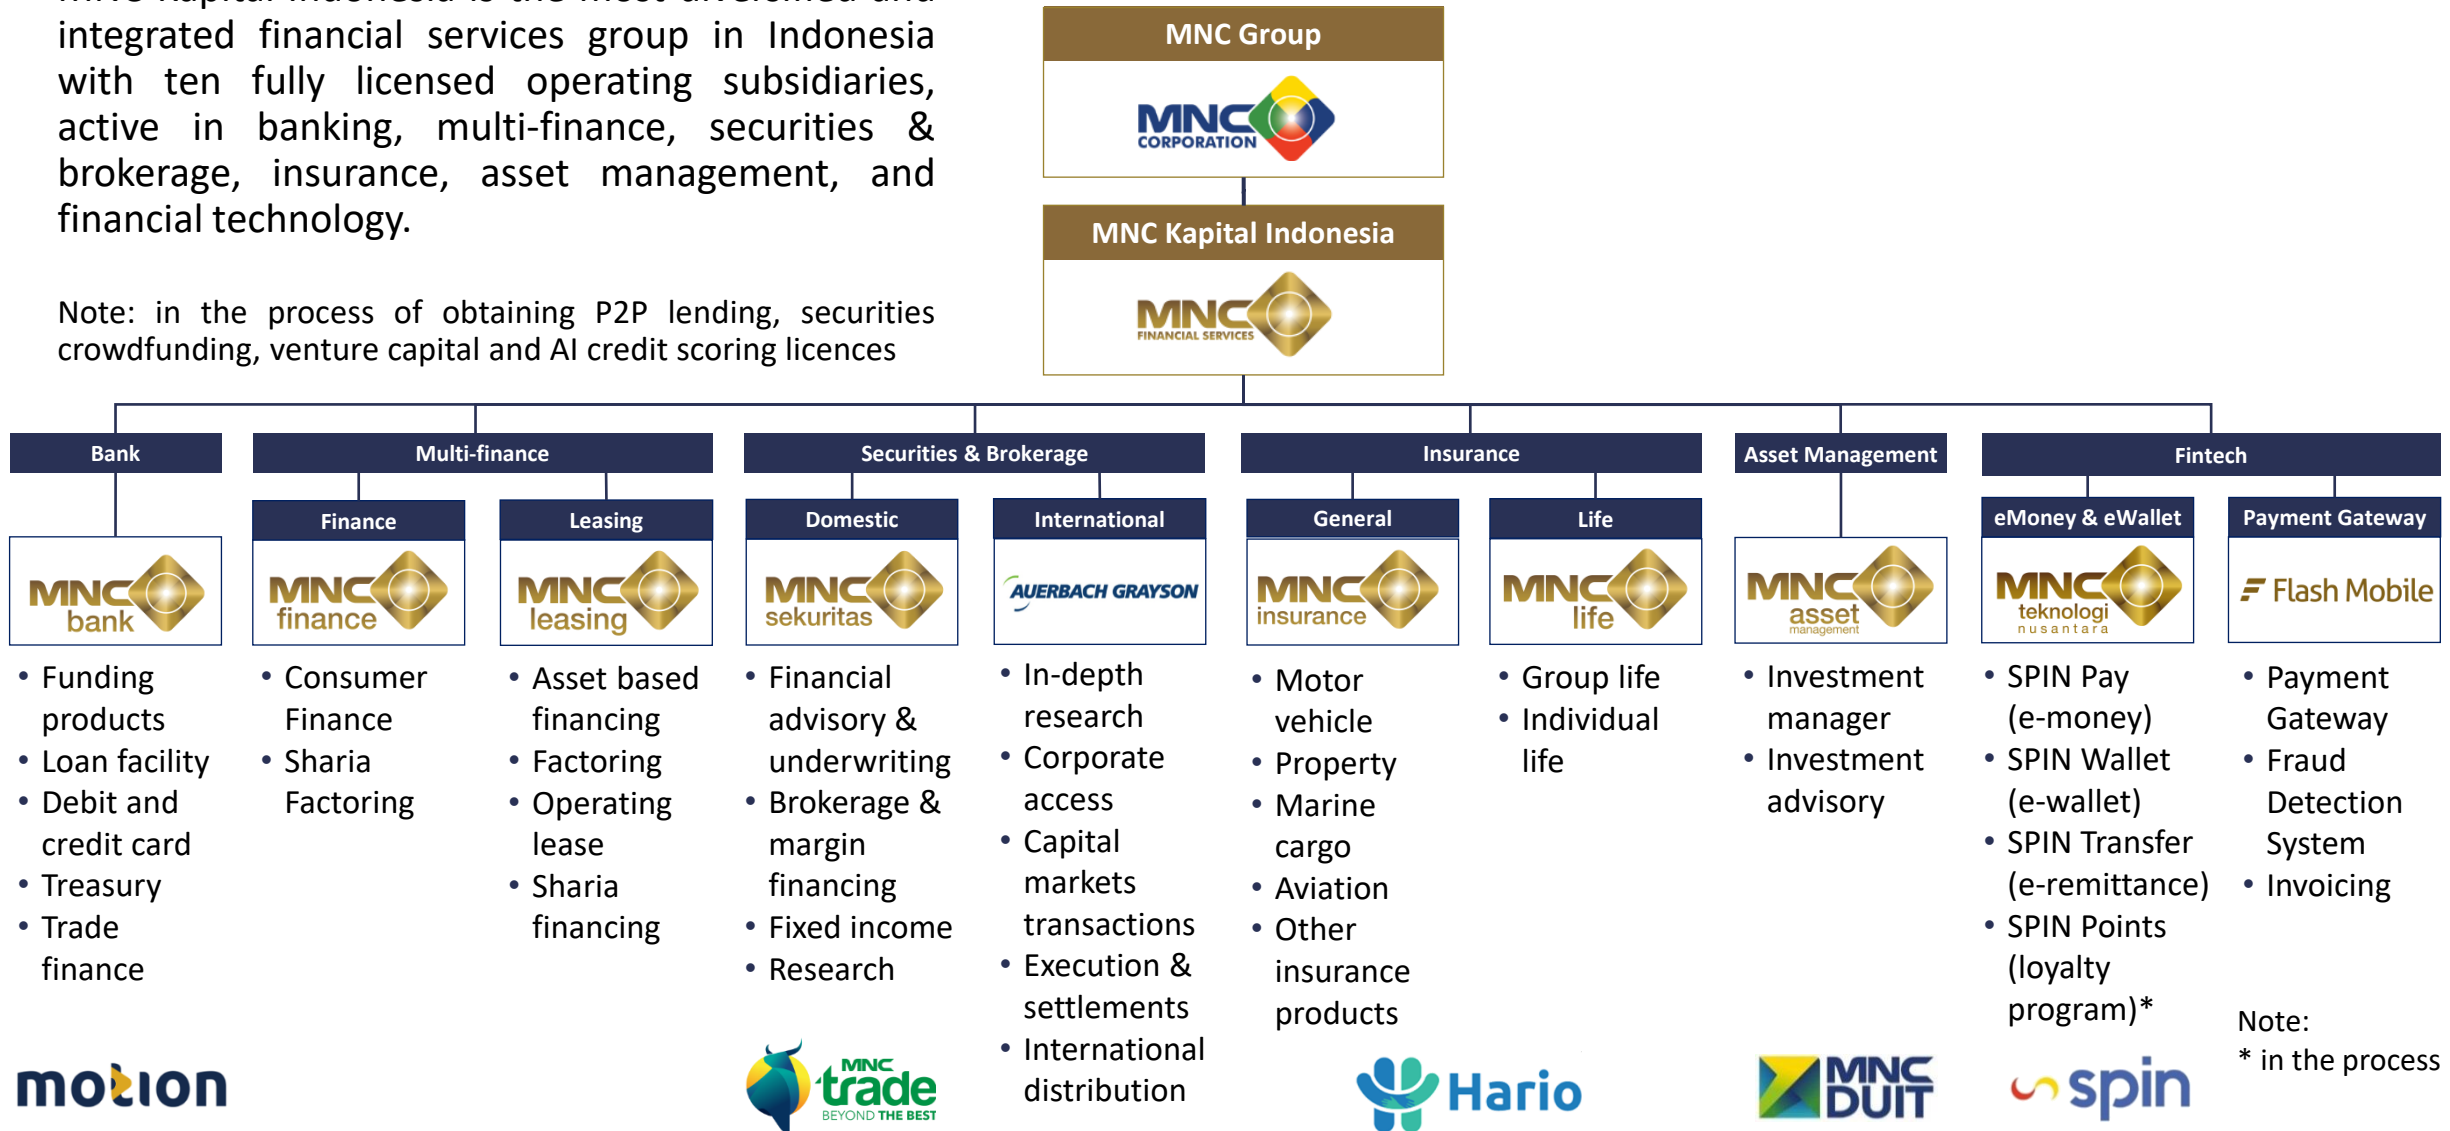 MNC Kapital Indonesia is the most diversified and
integrated financial services group in Indonesia
with ten fully licensed operating subsidiaries,
active in banking, multi-finance, securities &
brokerage, insurance, asset management, and
financial technology.
Note: in the process of obtaining P2P lending, securities
crowdfunding, venture capital and AI credit scoring licences
MNC Group
MNC
CORPORATION
MNC Kapital Indonesia
MNC
FINANCIAL SERVICES
Bank
MNC
bank
• Funding
products
• Loan facility
• Debit and
credit card
• Treasury
• Trade
finance
motion
Multi-finance
Finance
MNC
finance
• Consumer
Finance
• Sharia
Factoring
Leasing
MNC
leasing
• Asset based
financing
• Factoring
• Operating
lease
• Sharia
financing
Securities & Brokerage
Domestic
MNC
sekuritas
• Financial
advisory &
underwriting
• Brokerage &
margin
financing
• Fixed income
• Research
MNC
trade
BEYOND THE BEST
International
AUERBACH GRAYSON
• In-depth
research
• Corporate
access
• Capital
markets
transactions
• Execution &
settlements
• International
distribution
Insurance
General
MNC
insurance
• Motor
vehicle
• Property
• Marine
cargo
• Aviation
• Other
insurance
products
Life
MNC
life
• Group life
• Individual
life
Hario
Asset Management
MNC
asset
management
• Investment
manager
• Investment
advisory
MNC
DUIT
Fintech
eMoney & eWallet
MNC
teknologi
nusantara
• SPIN Pay
(e-money)
• SPIN Wallet
(e-wallet)
• SPIN Transfer
(e-remittance)
• SPIN Points
(loyalty
program)*
spin
Payment Gateway
Flash Mobile
• Payment
Gateway
• Fraud
Detection
System
• Invoicing
Note:
* in the process